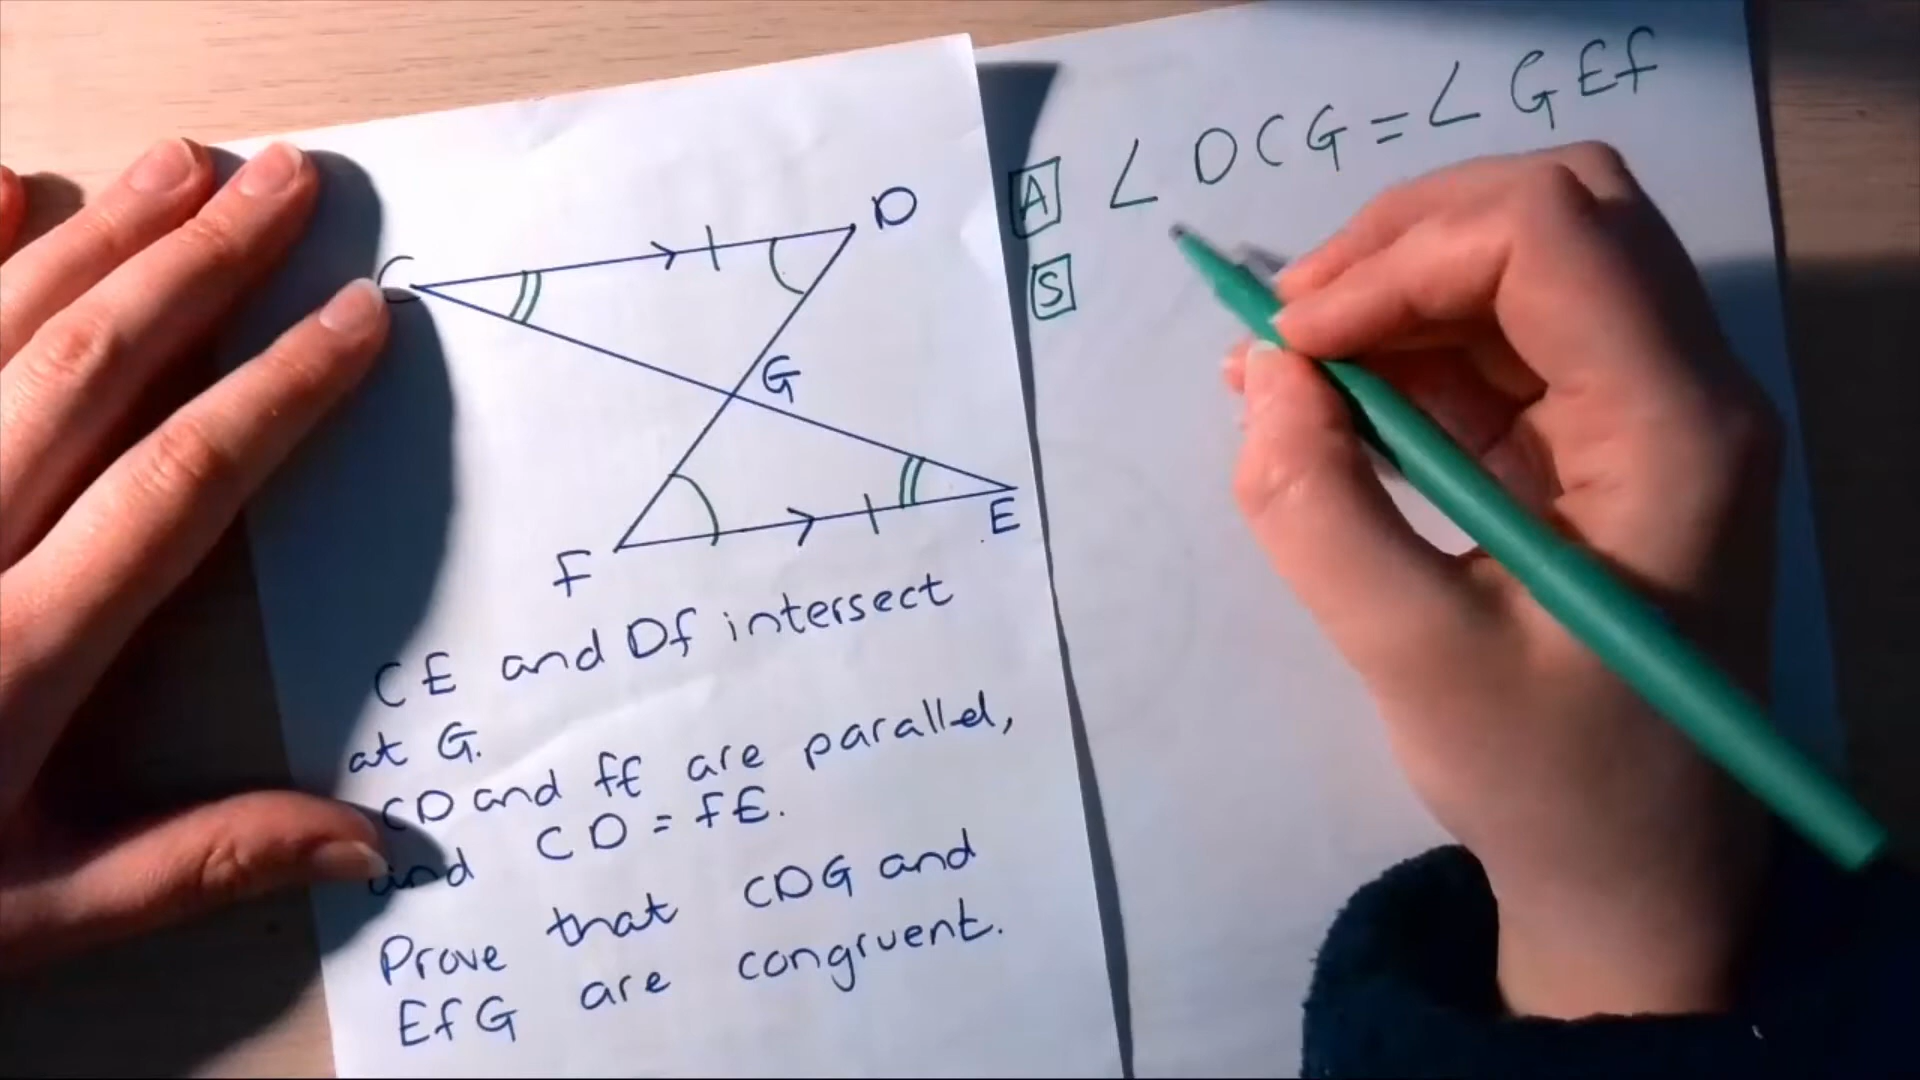 C
D
G
F
E
CE and Df intersect
at G.
CD and fE are parallel,
and CD = fE.
Prove that CDG and
EfG are congruent.
A ∠ DCG = ∠ GEf
S